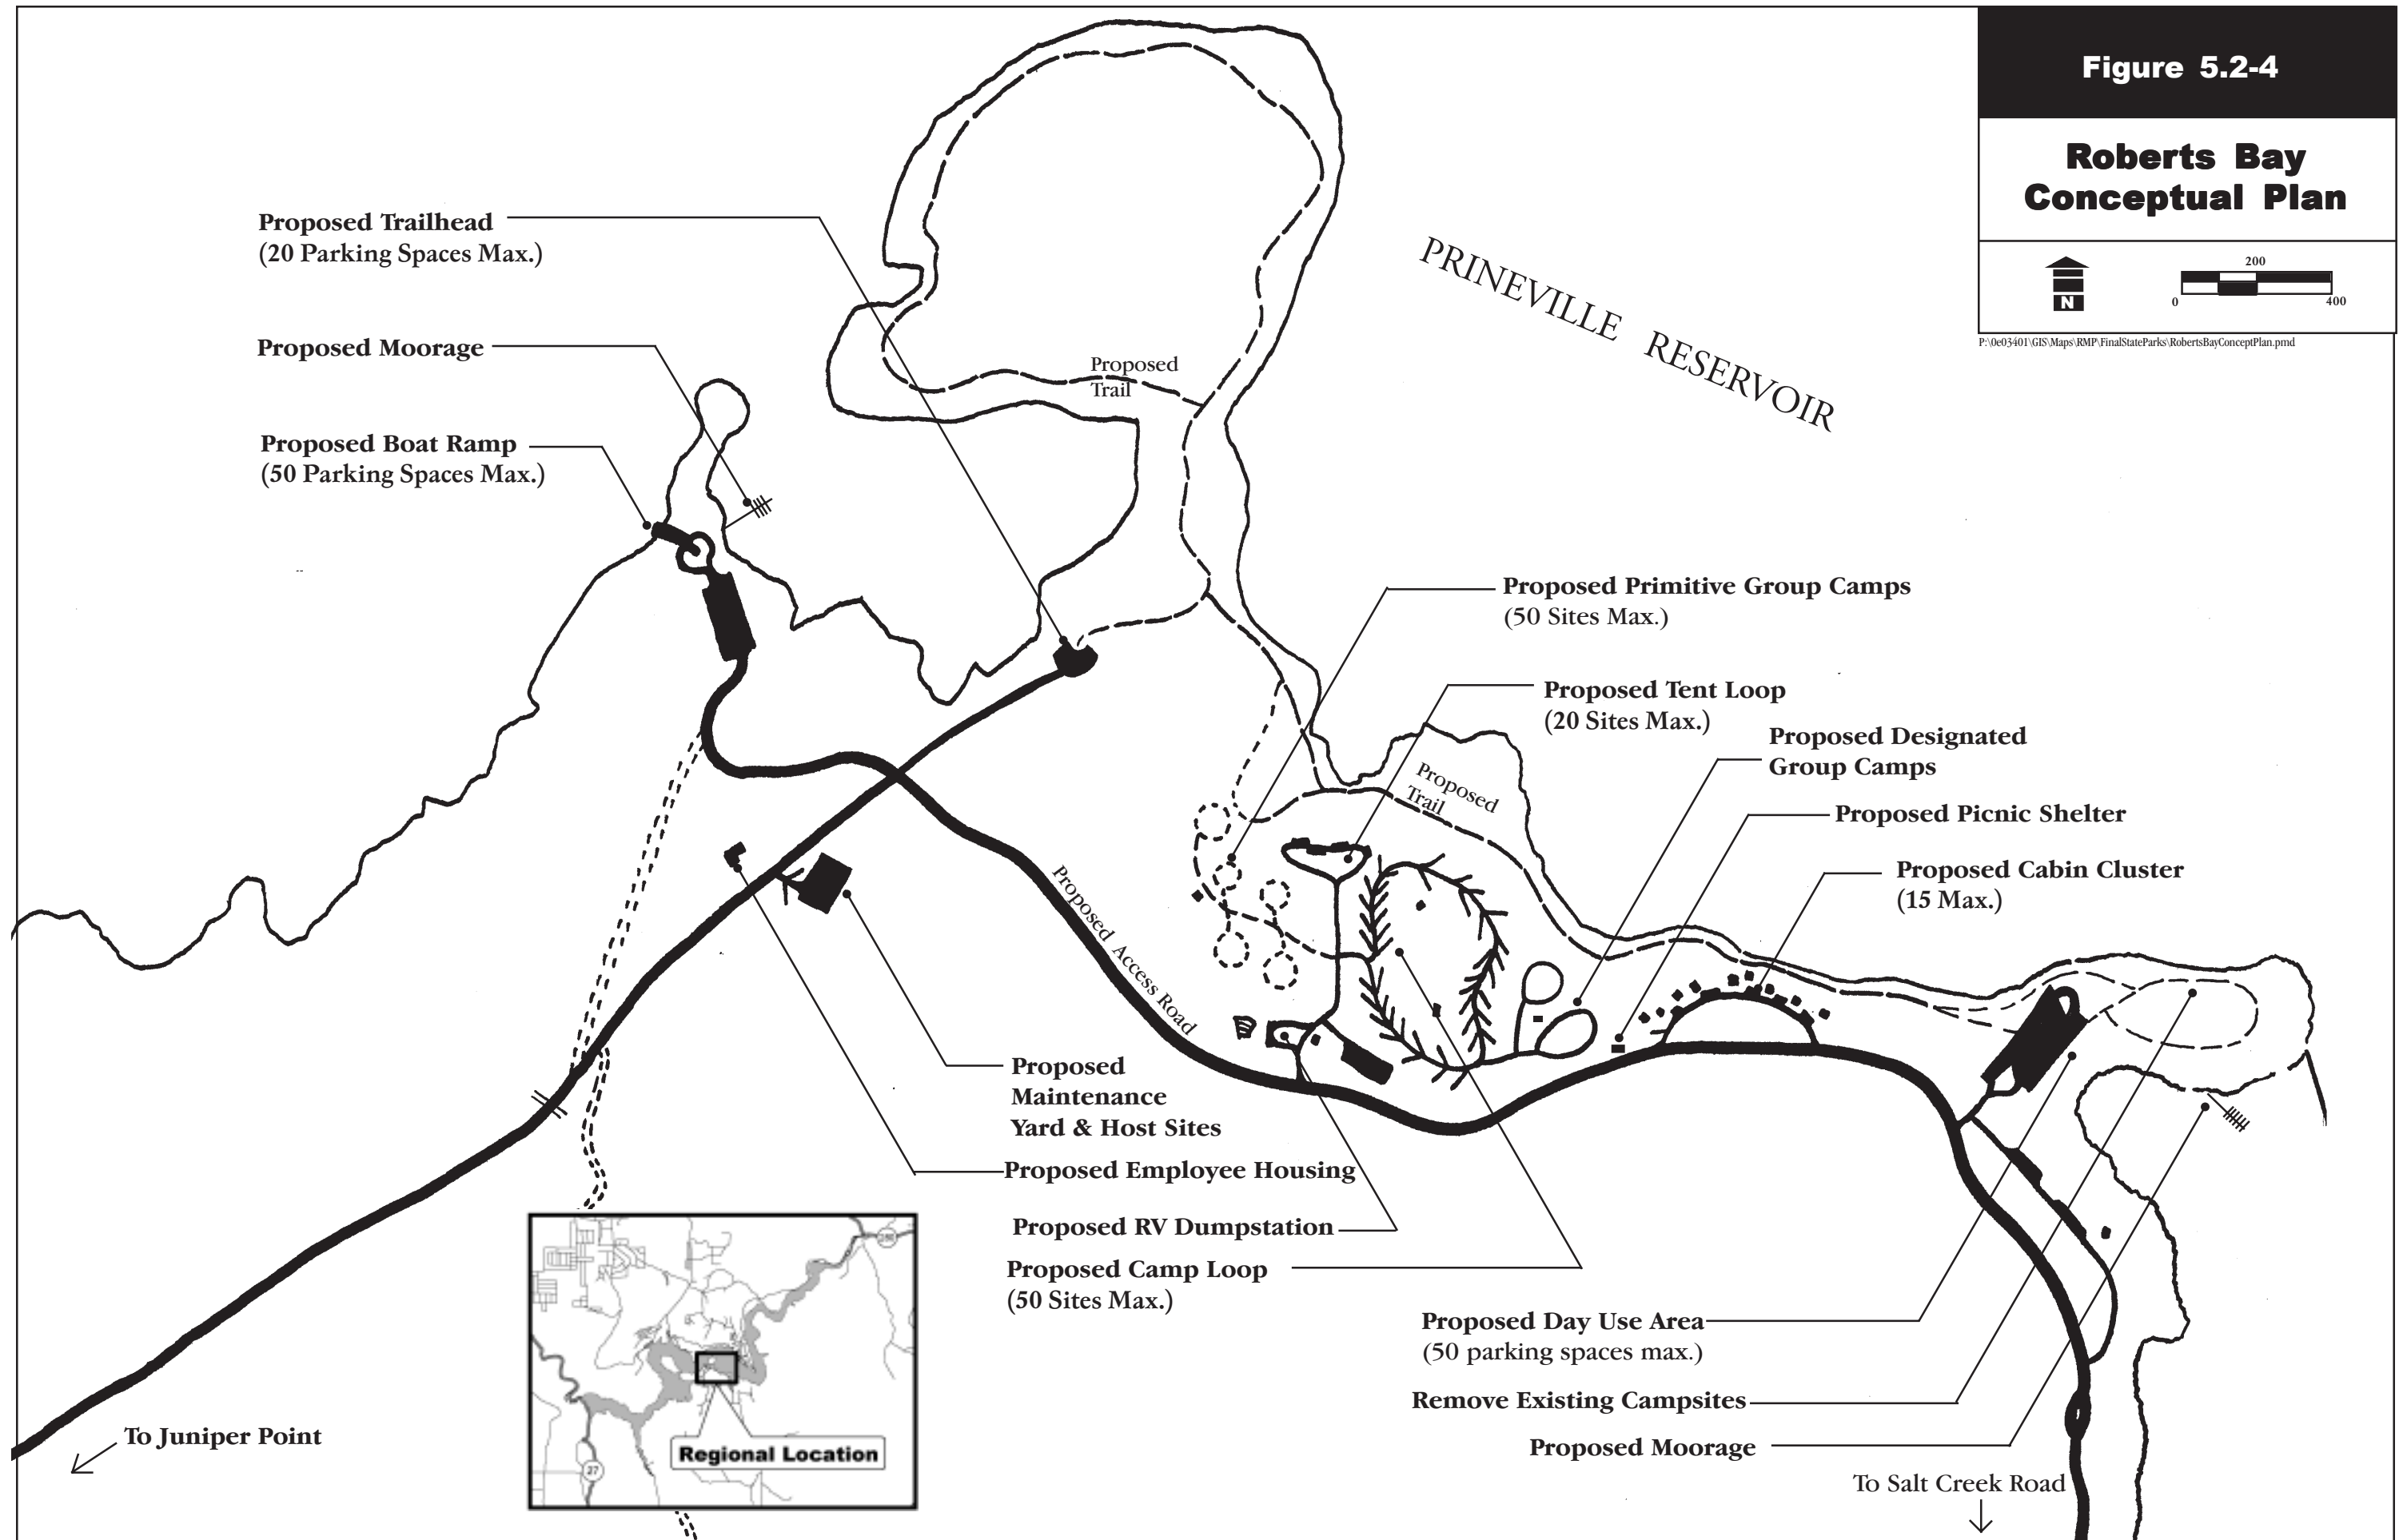 Figure 5.2-4
Roberts Bay
Conceptual Plan
N
200
0
400
P:\0e03401\GIS\Maps\RMP\FinalStateParks\RobertsBayConceptPlan.pmd
PRINEVILLE RESERVOIR
Proposed Trailhead
(20 Parking Spaces Max.)
Proposed Moorage
Proposed
Trail
Proposed Boat Ramp
(50 Parking Spaces Max.)
Proposed Primitive Group Camps
(50 Sites Max.)
Proposed Tent Loop
(20 Sites Max.)
Proposed Designated
Group Camps
Proposed
Trail
Proposed Picnic Shelter
Proposed Cabin Cluster
(15 Max.)
Proposed Access Road
Proposed
Maintenance
Yard & Host Sites
Proposed Employee Housing
Proposed RV Dumpstation
Proposed Camp Loop
(50 Sites Max.)
Proposed Day Use Area
(50 parking spaces max.)
Remove Existing Campsites
Proposed Moorage
To Salt Creek Road
To Juniper Point
27
Regional Location